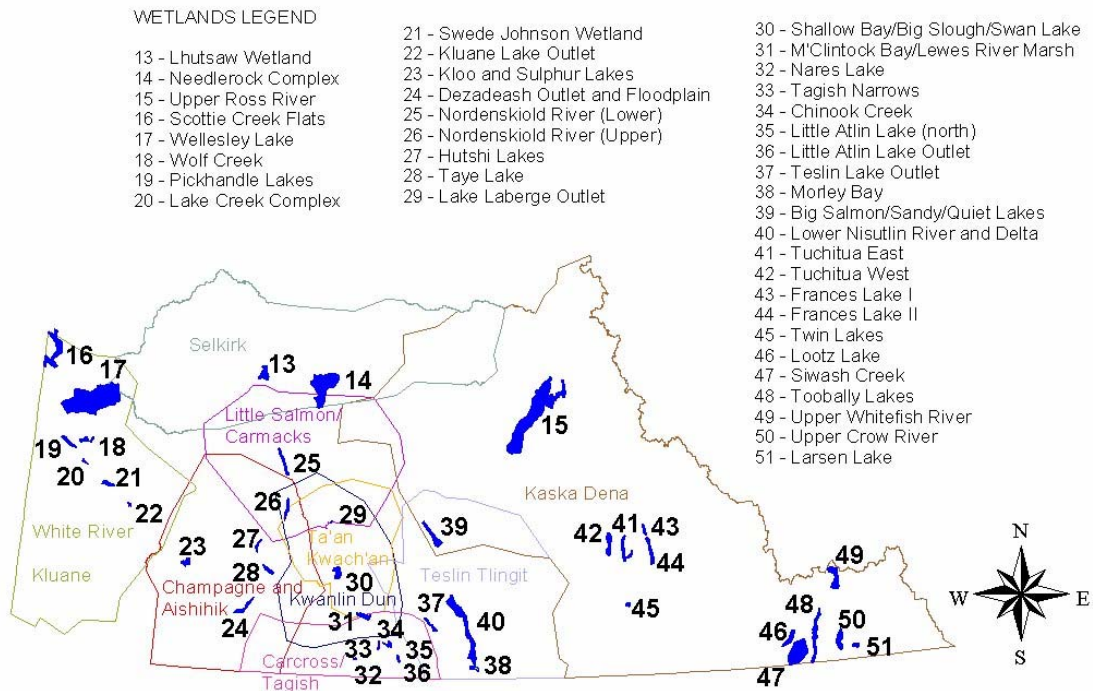 WETLANDS LEGEND
13 - Lhutsaw Wetland
14 - Needlerock Complex
15 - Upper Ross River
16 - Scottie Creek Flats
17 - Wellesley Lake
18 - Wolf Creek
19 - Pickhandle Lakes
20 - Lake Creek Complex
21 - Swede Johnson Wetland
22 - Kluane Lake Outlet
23 - Kloo and Sulphur Lakes
24 - Dezadeash Outlet and Floodplain
25 - Nordenskiold River (Lower)
26 - Nordenskiold River (Upper)
27 - Hutshi Lakes
28 - Taye Lake
29 - Lake Laberge Outlet
30 - Shallow Bay/Big Slough/Swan Lake
31 - M'Clintock Bay/Lewes River Marsh
32 - Nares Lake
33 - Tagish Narrows
34 - Chinook Creek
35 - Little Atlin Lake (north)
36 - Little Atlin Lake Outlet
37 - Teslin Lake Outlet
38 - Morley Bay
39 - Big Salmon/Sandy/Quiet Lakes
40 - Lower Nisutlin River and Delta
41 - Tuchitua East
42 - Tuchitua West
43 - Frances Lake I
44 - Frances Lake II
45 - Twin Lakes
46 - Lootz Lake
47 - Siwash Creek
48 - Toobally Lakes
49 - Upper Whitefish River
50 - Upper Crow River
51 - Larsen Lake
Selkirk
16
17
13
14
15
Little Salmon/
Carmacks
19
18
20
21
22
25
26
29
Kaska Dena
White River
Kluane
23
27
28
24
Ta'an
Kwach'an
30
39
Teslin Tlingit
42
41
43
44
45
49
Champagne and
Aishihik
Kwanlin Dun
31
37
40
34
33
35
32
36
38
Carcross/
Tagish
48
46
50
51
47
N
W
E
S